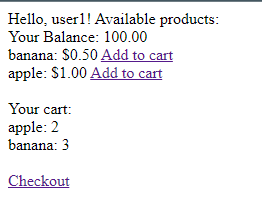 Hello, user1! Available products:
Your Balance: 100.00
banana: $0.50 Add to cart
apple: $1.00 Add to cart
Your cart:
apple: 2
banana: 3
Checkout